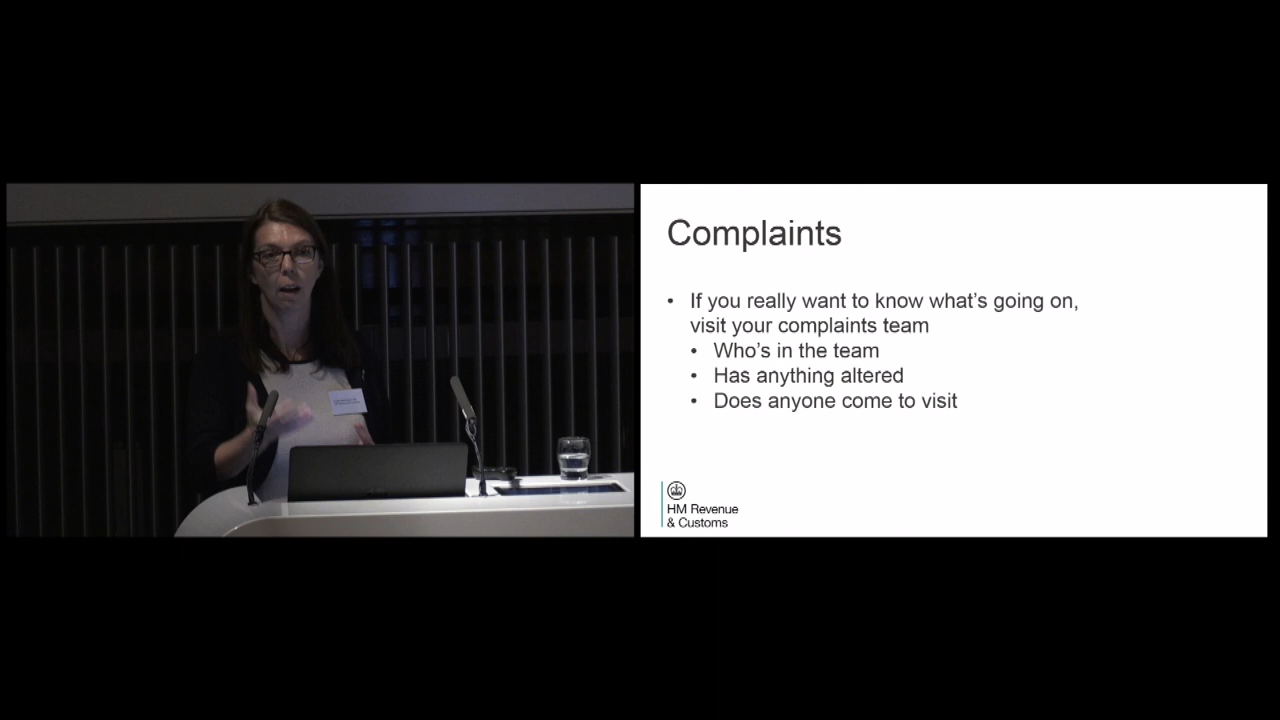 Complaints
• If you really want to know what's going on,
visit your complaints team
• Who's in the team
• Has anything altered
• Does anyone come to visit
HM Revenue
& Customs